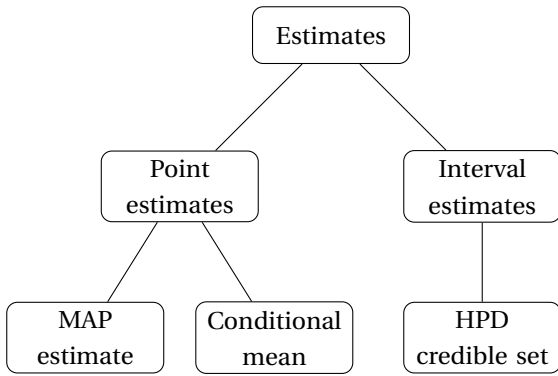 Estimates
Point
estimates
Interval
estimates
MAP
estimate
Conditional
mean
HPD
credible set